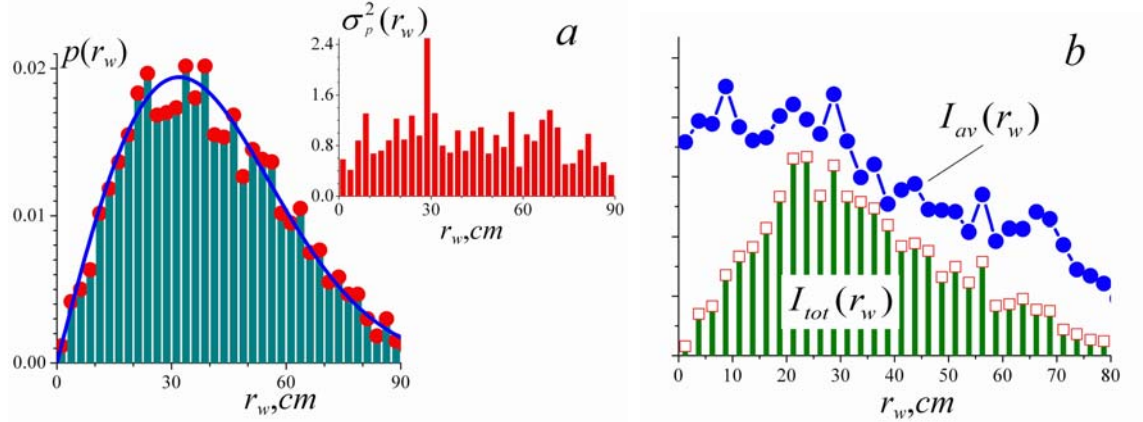 p(r_w)
0.02
0.01
0.00
0 30 60 90
r_w,cm
σ_p^2(r_w)
2.4
1.6
0.8
0.0
0 30 60 90
r_w,cm
a
b
I_av(r_w)
I_tot(r_w)
0 10 20 30 40 50 60 70 80
r_w,cm